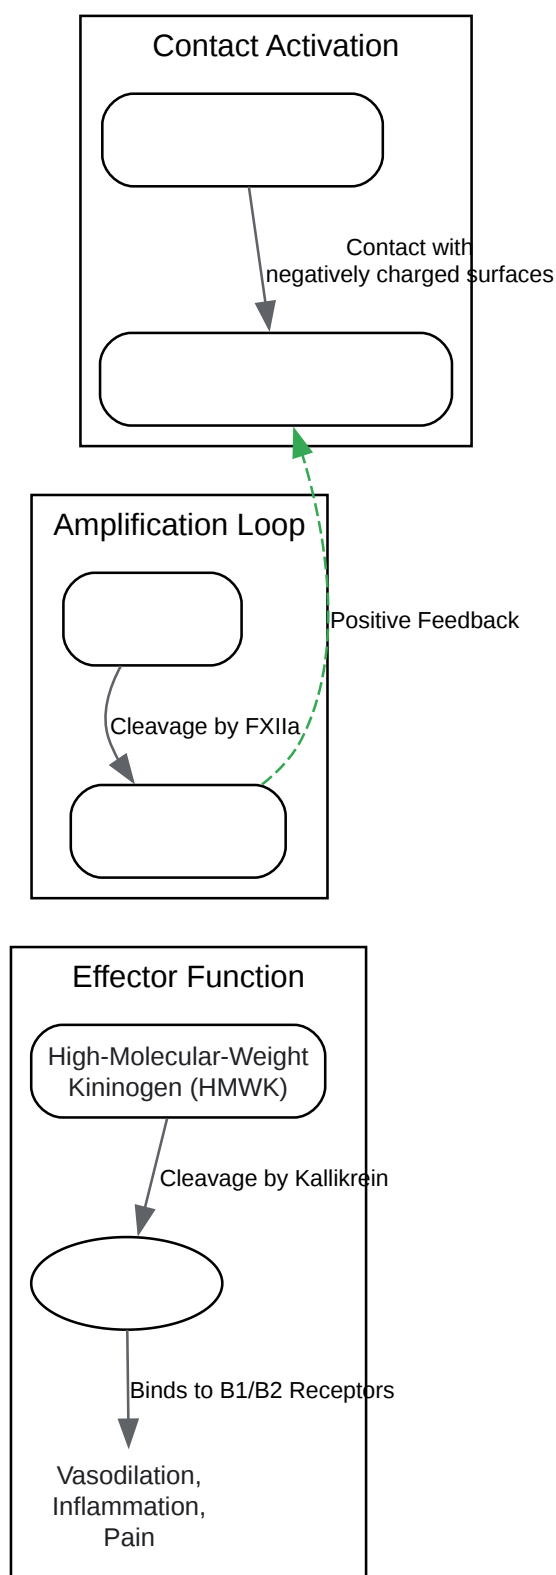 Contact Activation
Contact with
negatively charged surfaces
Amplification Loop
Positive Feedback
Cleavage by FXIIa
Effector Function
High-Molecular-Weight
Kininogen (HMWK)
Cleavage by Kallikrein
Binds to B1/B2 Receptors
Vasodilation,
Inflammation,
Pain